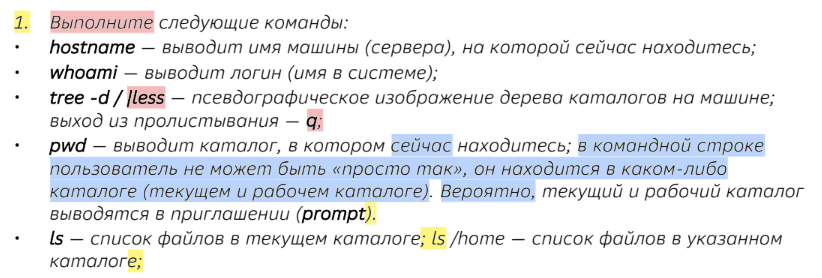 1. Выполните следующие команды:
• hostname — выводит имя машины (сервера), на которой сейчас находитесь;
• whoami — выводит логин (имя в системе);
• tree -d / |less — псевдографическое изображение дерева каталогов на машине;
выход из пролистывания — q;
• pwd — выводит каталог, в котором сейчас находитесь; в командной строке
пользователь не может быть «просто так», он находится в каком-либо
каталоге (текущем и рабочем каталоге). Вероятно, текущий и рабочий каталог
выводятся в приглашении (prompt).
• ls — список файлов в текущем каталоге; ls /home — список файлов в указанном
каталоге;